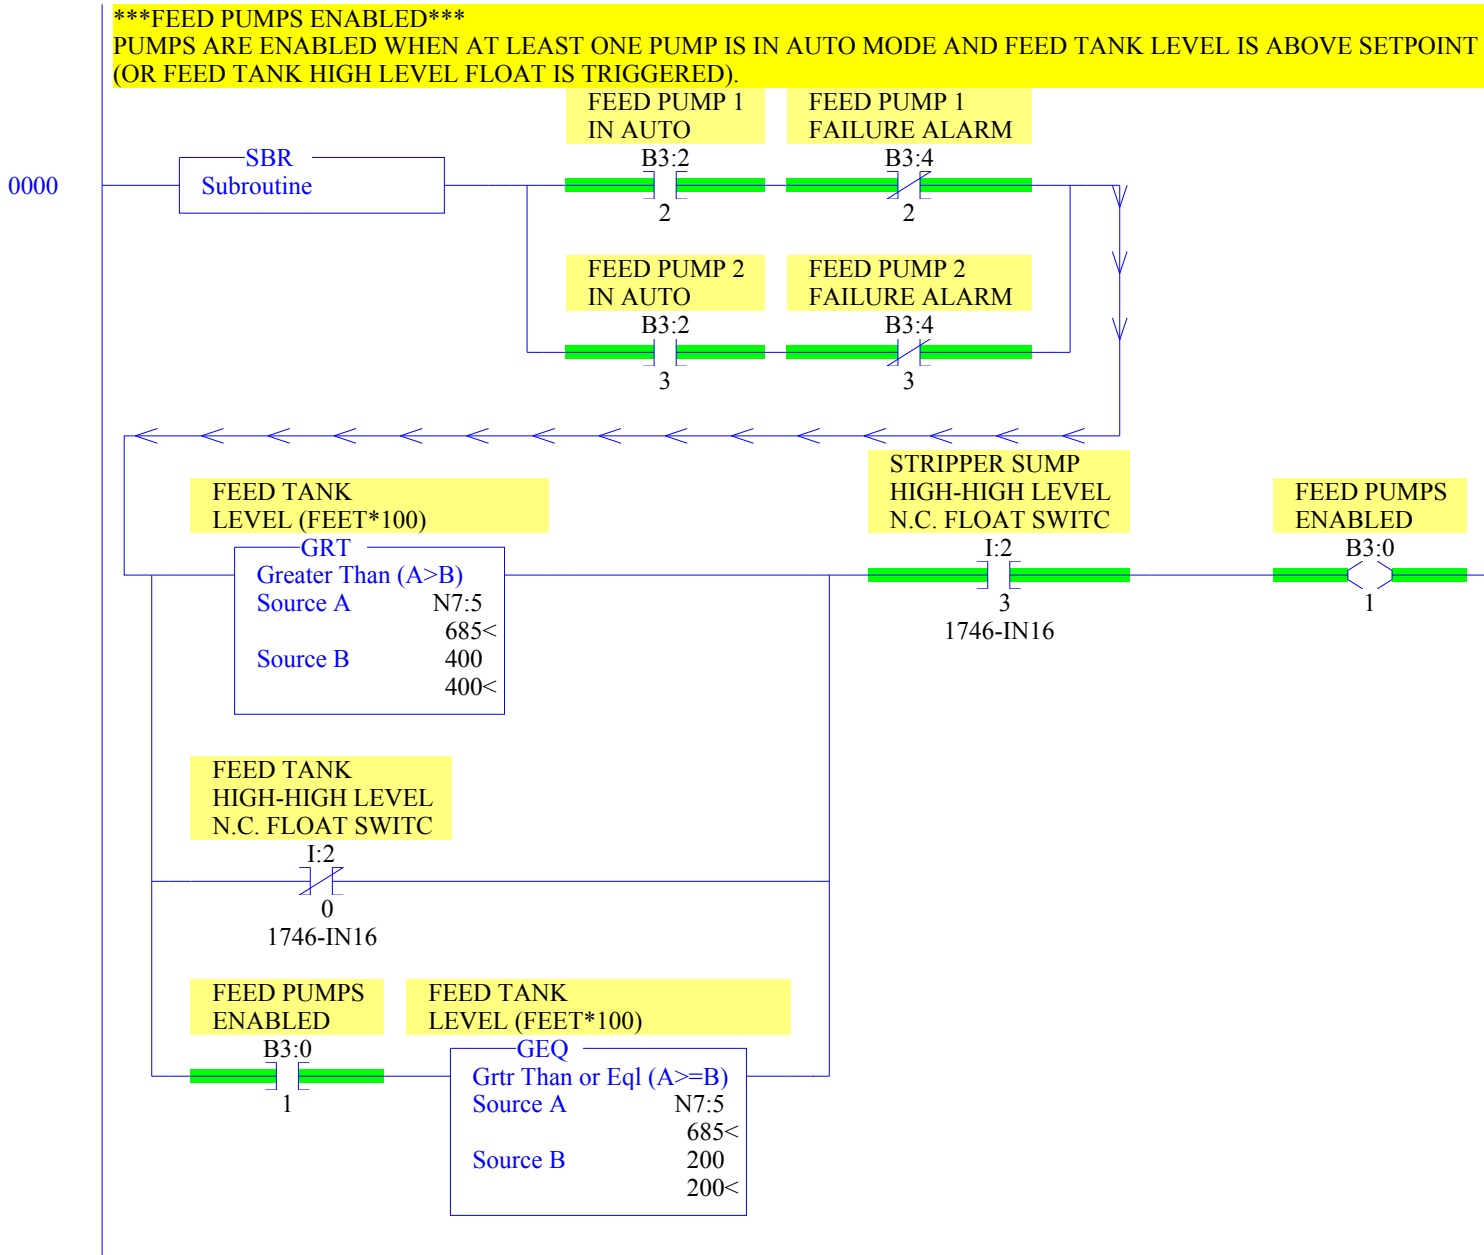 ***FEED PUMPS ENABLED***
PUMPS ARE ENABLED WHEN AT LEAST ONE PUMP IS IN AUTO MODE AND FEED TANK LEVEL IS ABOVE SETPOINT
(OR FEED TANK HIGH LEVEL FLOAT IS TRIGGERED).
FEED PUMP 1
IN AUTO
B3:2
2
FEED PUMP 1
FAILURE ALARM
B3:4
2
0000
SBR
Subroutine
FEED PUMP 2
IN AUTO
B3:2
3
FEED PUMP 2
FAILURE ALARM
B3:4
3
FEED TANK
LEVEL (FEET*100)
GRT
Greater Than (A>B)
Source A N7:5
685<
Source B 400
400<
STRIPPER SUMP
HIGH-HIGH LEVEL
N.C. FLOAT SWITC
I:2
3
1746-IN16
FEED PUMPS
ENABLED
B3:0
1
FEED TANK
HIGH-HIGH LEVEL
N.C. FLOAT SWITC
I:2
0
1746-IN16
FEED PUMPS
ENABLED
B3:0
1
FEED TANK
LEVEL (FEET*100)
GEQ
Grtr Than or Eql (A>=B)
Source A N7:5
685<
Source B 200
200<